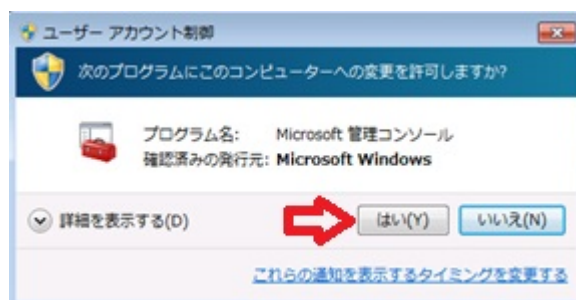 ユーザー アカウント制御
次のプログラムにこのコンピューターへの変更を許可しますか?
プログラム名: Microsoft 管理コンソール
確認済みの発行元: Microsoft Windows
詳細を表示する(D) はい(Y) いいえ(N)
これらの通知を表示するタイミングを変更する